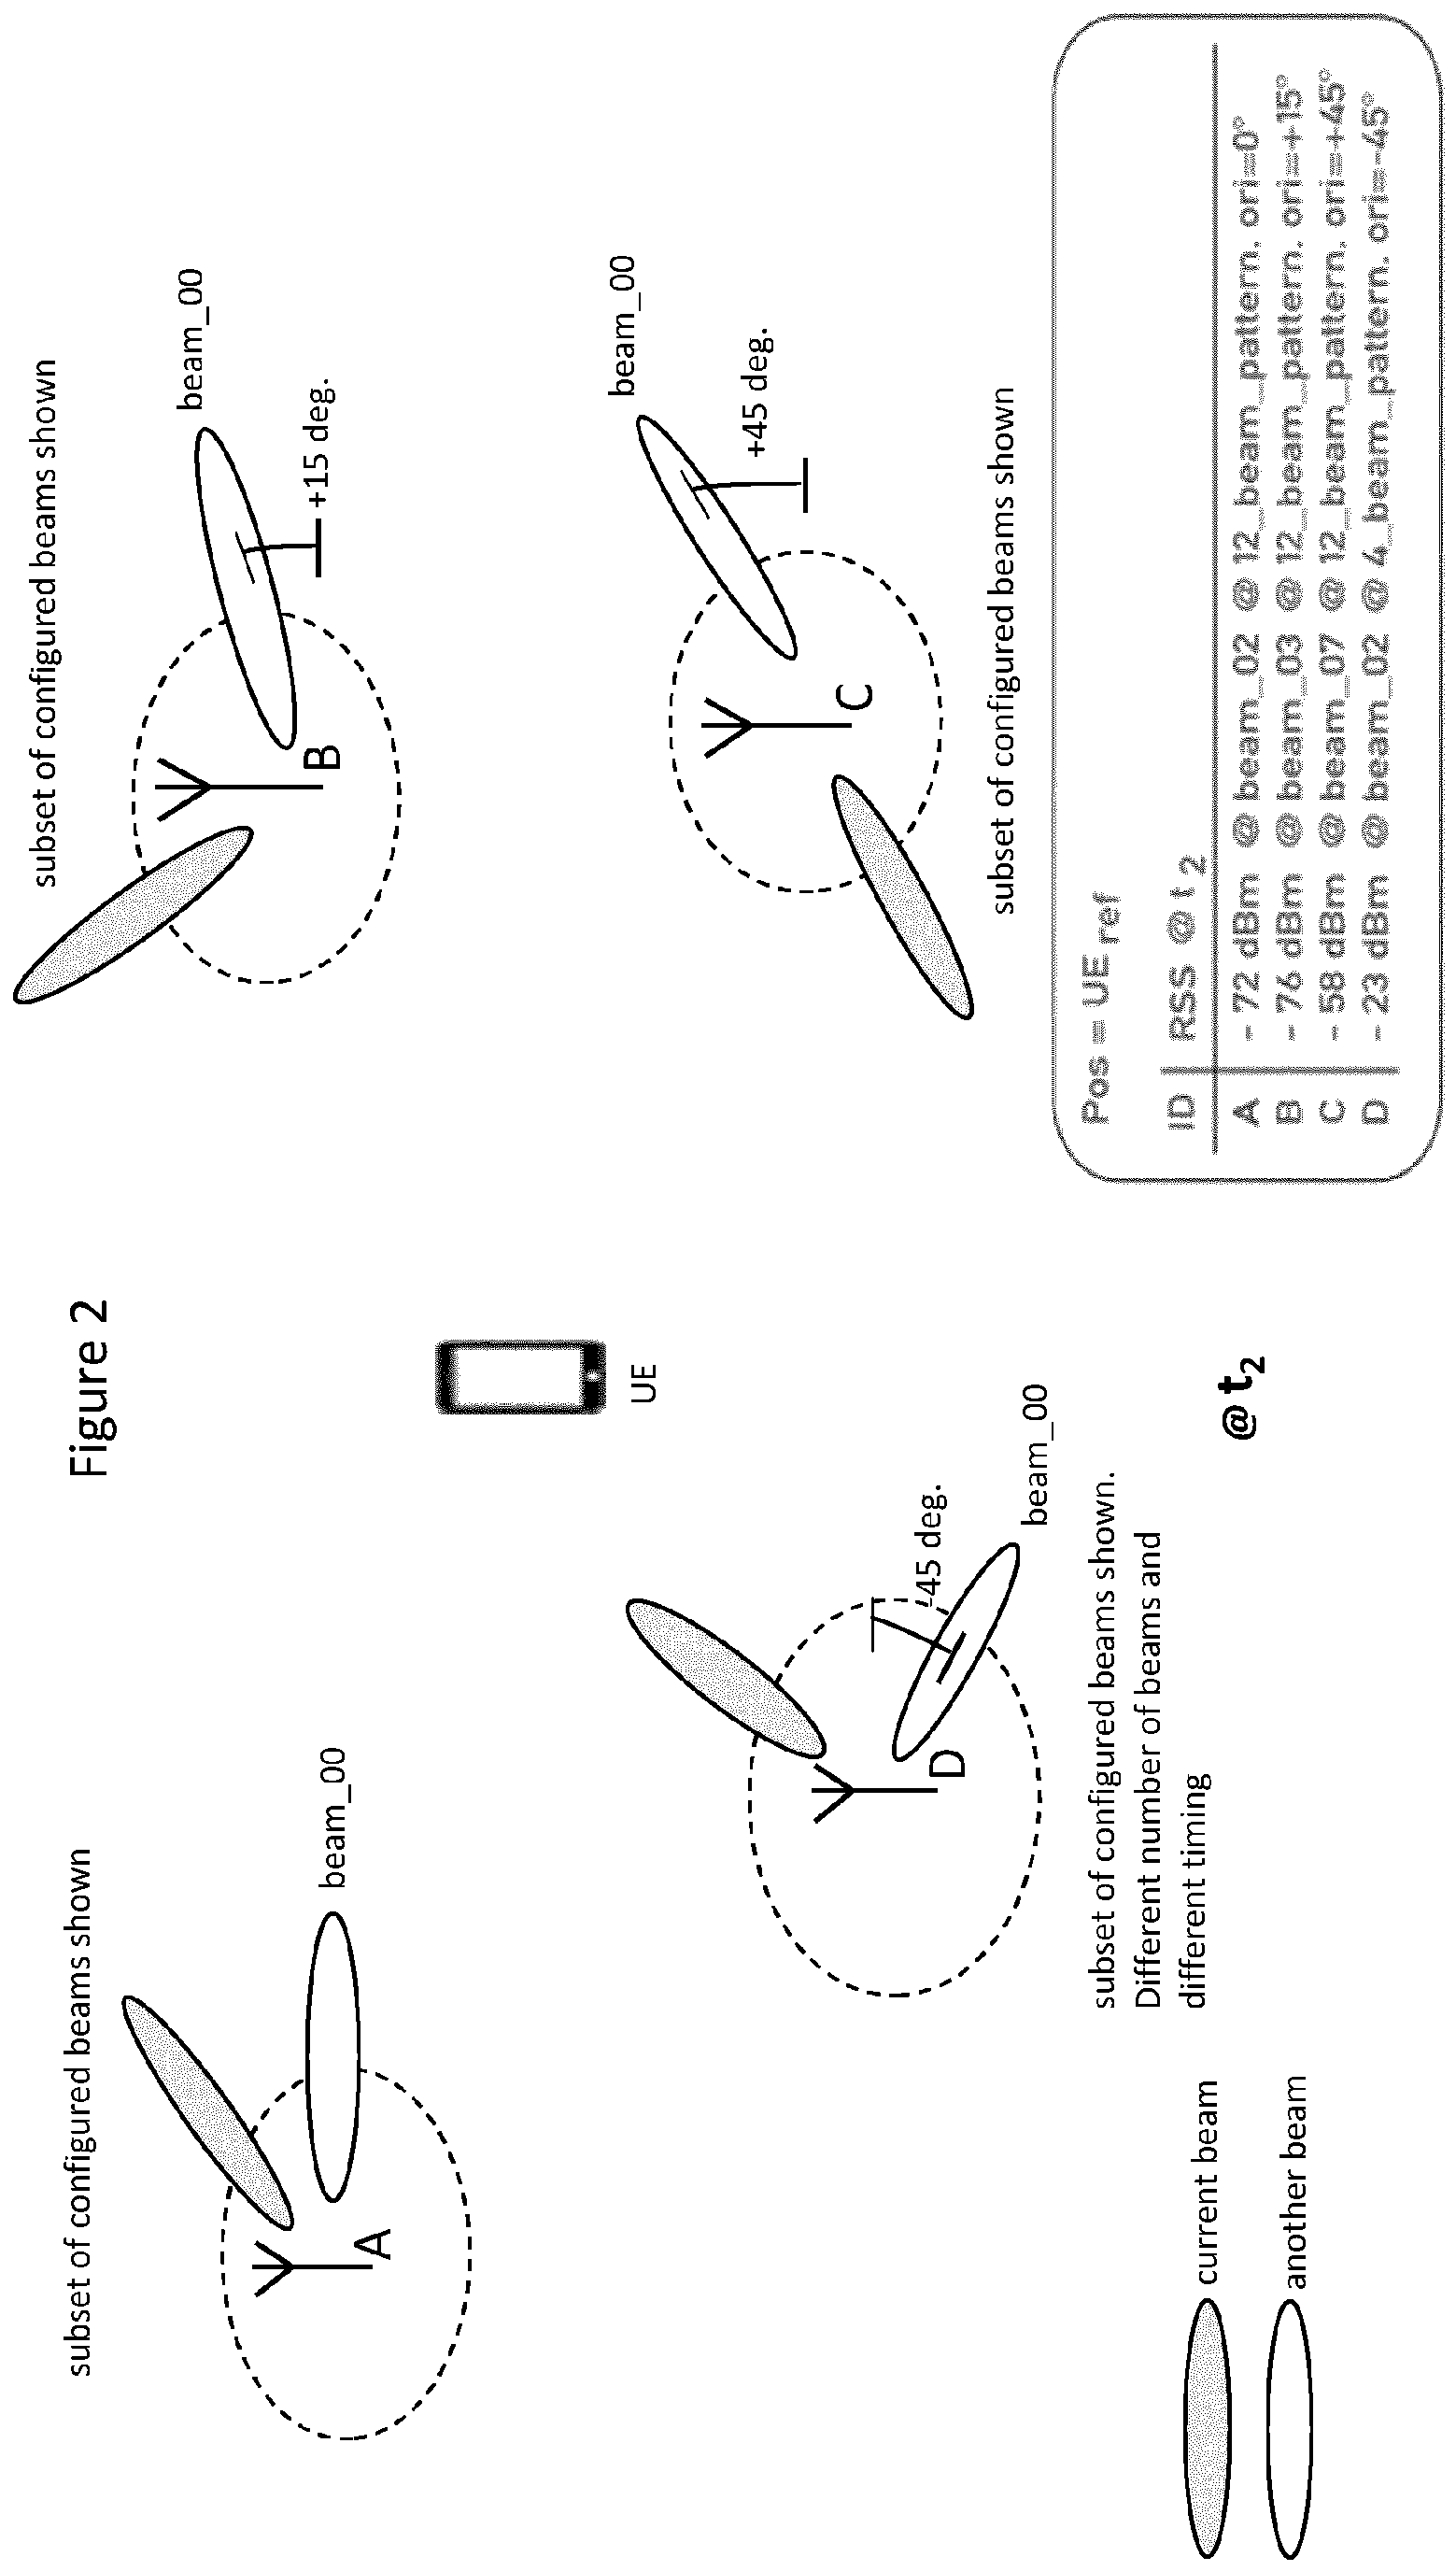 Figure 2
subset of configured beams shown
beam_00
A
subset of configured beams shown
beam_00
+15 deg.
B
UE
-45 deg.
beam_00
D
subset of configured beams shown.
Different number of beams and
different timing
beam_00
+45 deg.
C
subset of configured beams shown
current beam
another beam
@ t2
Pos = UE ref
ID RSS @ t2
A - 72 dBm @ beam_02 @ 12_beam_pattern, ori=0°
B - 76 dBm @ beam_03 @ 12_beam_pattern, ori=+15°
C - 58 dBm @ beam_07 @ 12_beam_pattern, ori=+45°
D - 23 dBm @ beam_02 @ 4_beam_pattern, ori=-45°